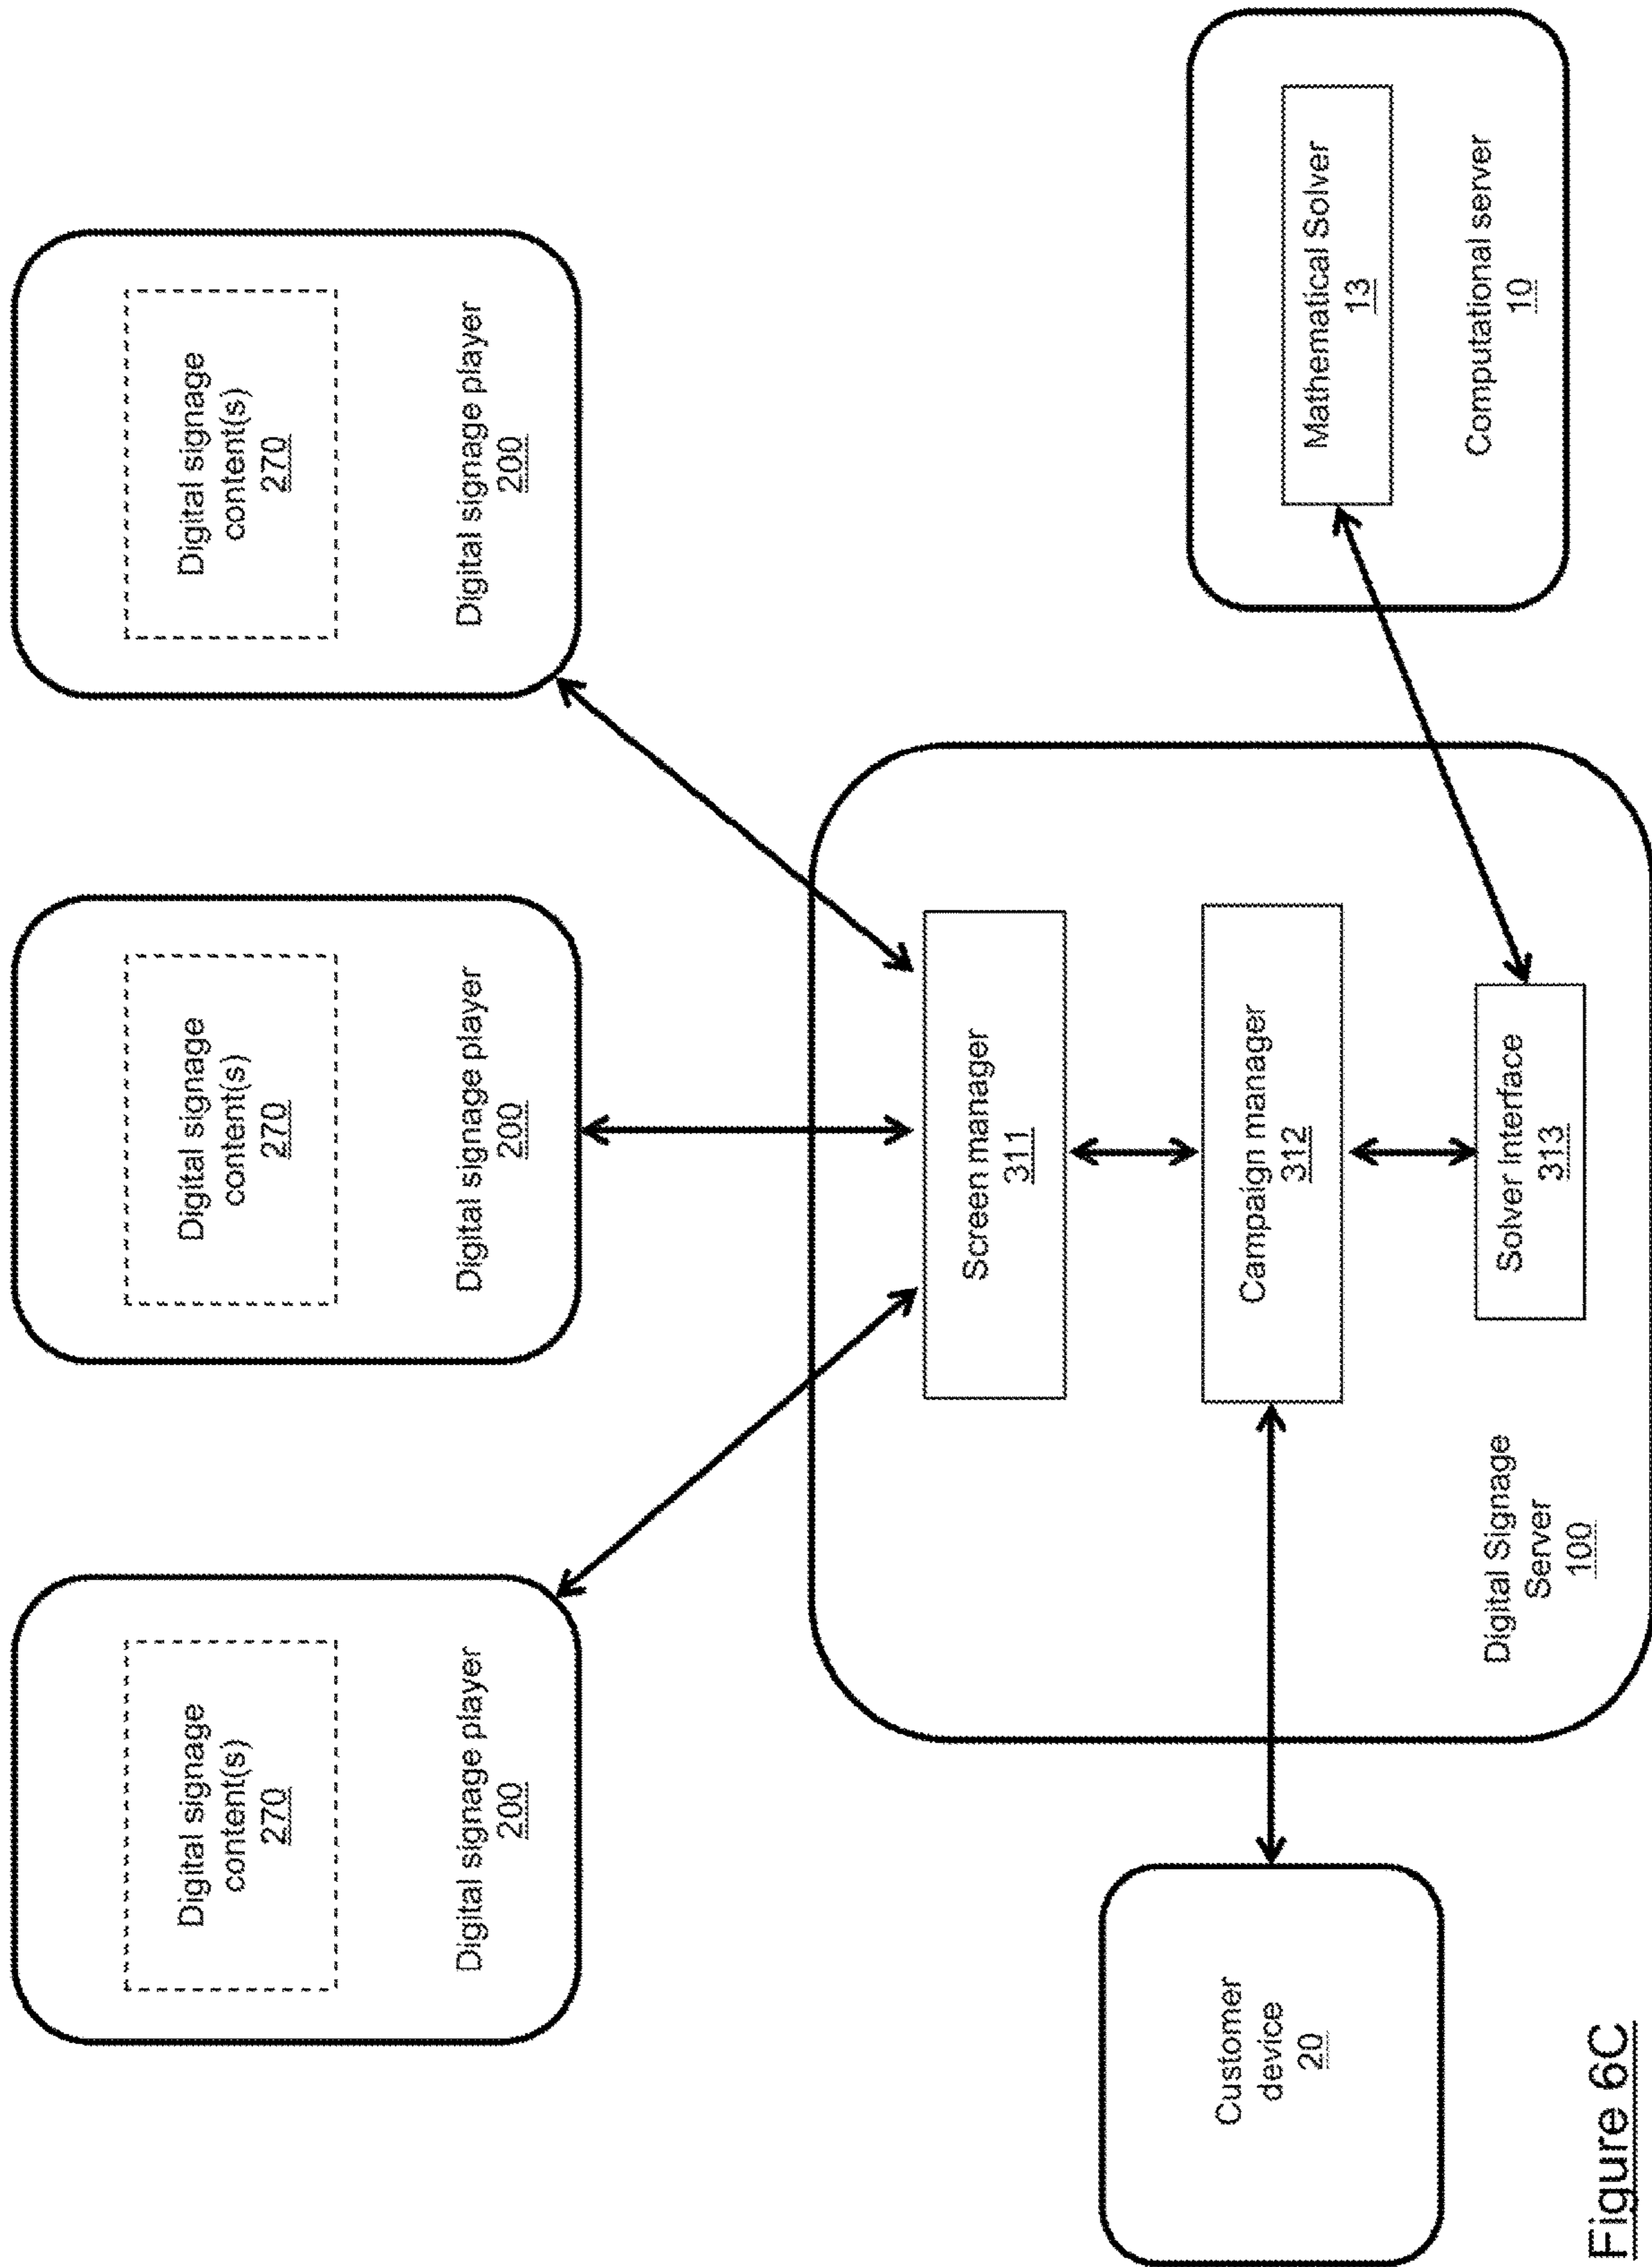 Digital signage
content(s)
270
Digital signage player
200
Digital signage
content(s)
270
Digital signage player
200
Digital signage
content(s)
270
Digital signage player
200
Screen manager
311
Customer
device
20
Campaign manager
312
Mathematical Solver
13
Computational server
10
Solver Interface
313
Digital Signage
Server
100
Figure 6C